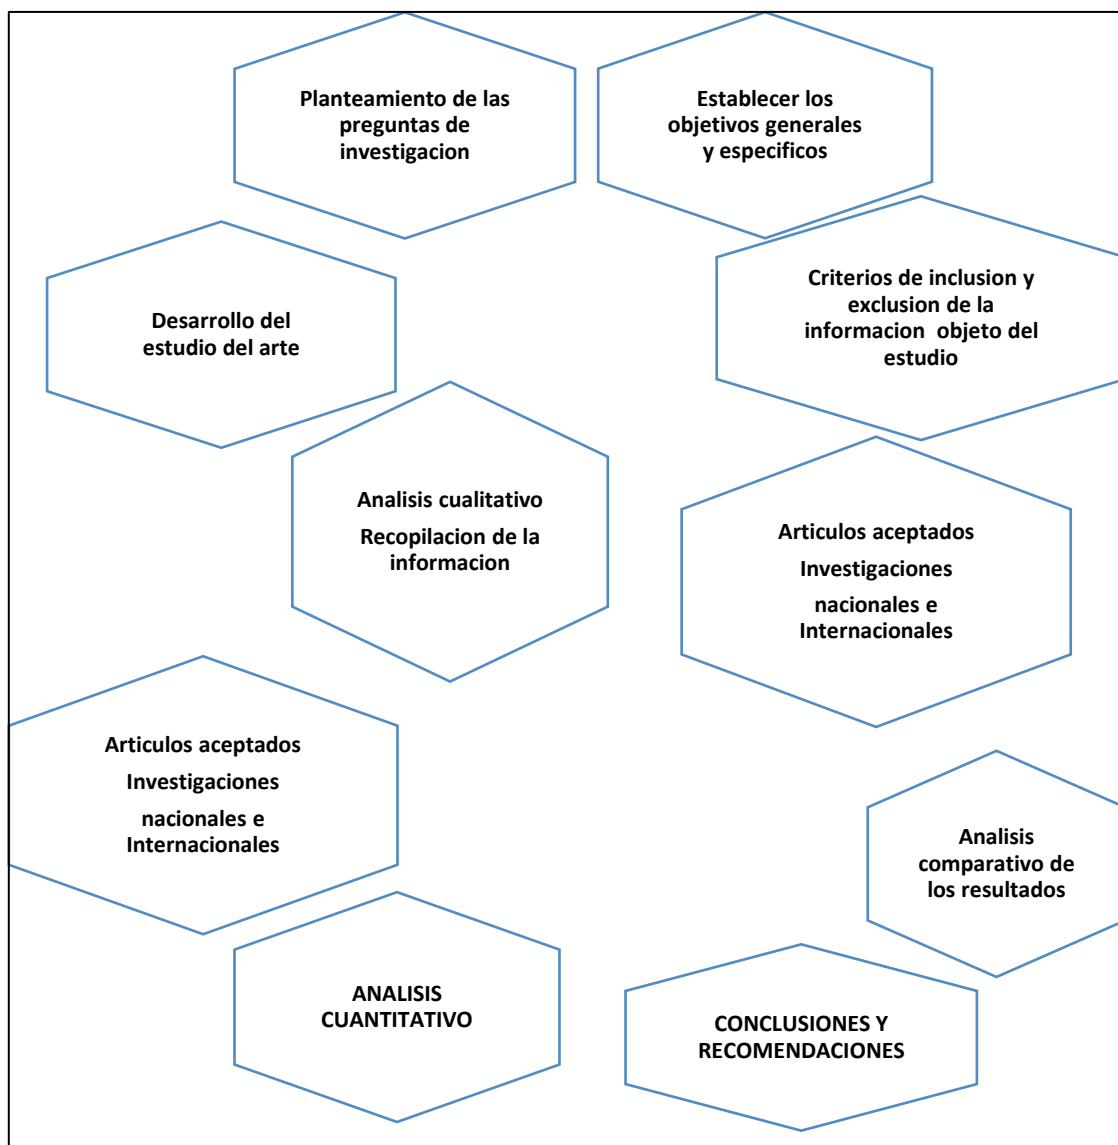 Planteamiento de las
preguntas de
investigacion
Establecer los
objetivos generales
y especificos
Desarrollo del
estudio del arte
Criterios de inclusion y
exclusion de la
informacion objeto del
estudio
Analisis cualitativo
Recopilacion de la
informacion
Articulos aceptados
Investigaciones
nacionales e
Internacionales
Articulos aceptados
Investigaciones
nacionales e
Internacionales
Analisis
comparativo de
los resultados
ANALISIS
CUANTITATIVO
CONCLUSIONES Y
RECOMENDACIONES